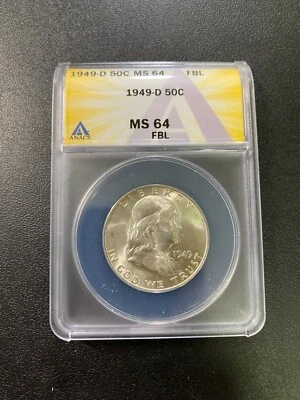 1949-D 50C MS 64 FBL
1949-D 50C
MS 64
FBL
ANACS
LIBERTY
1949
IN GOD WE TRUST